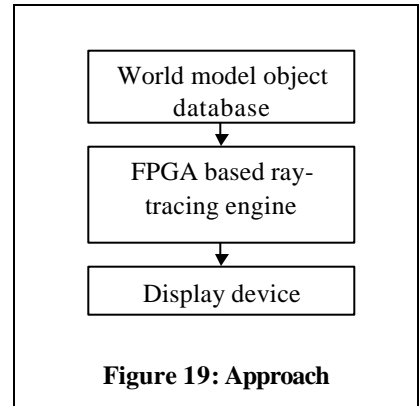 World model object
database
FPGA based ray-
tracing engine
Display device
Figure 19: Approach